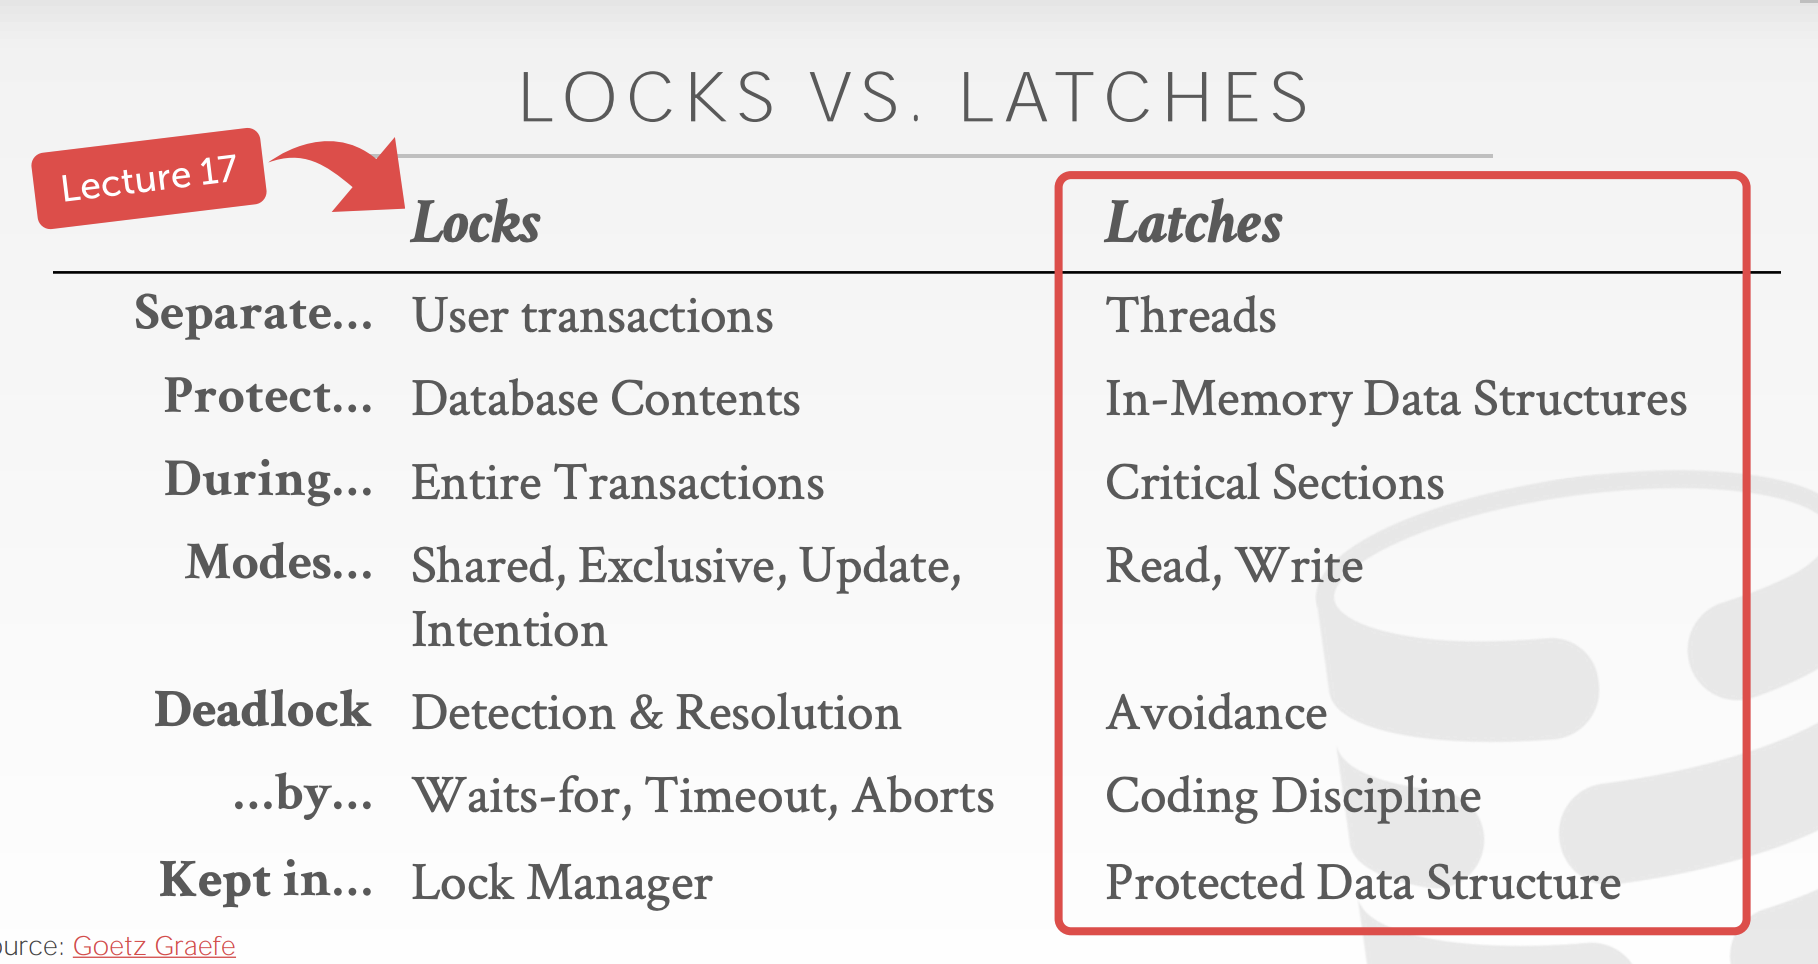 LOCKS VS. LATCHES
Lecture 17
Locks Latches
Separate... User transactions Threads
Protect... Database Contents In-Memory Data Structures
During... Entire Transactions Critical Sections
Modes... Shared, Exclusive, Update, Read, Write
Intention
Deadlock Detection & Resolution Avoidance
...by... Waits-for, Timeout, Aborts Coding Discipline
Kept in... Lock Manager Protected Data Structure
ource: Goetz Graefe